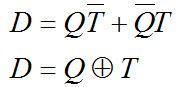 D = QT̅ + Q̅T
D = Q ⊕ T